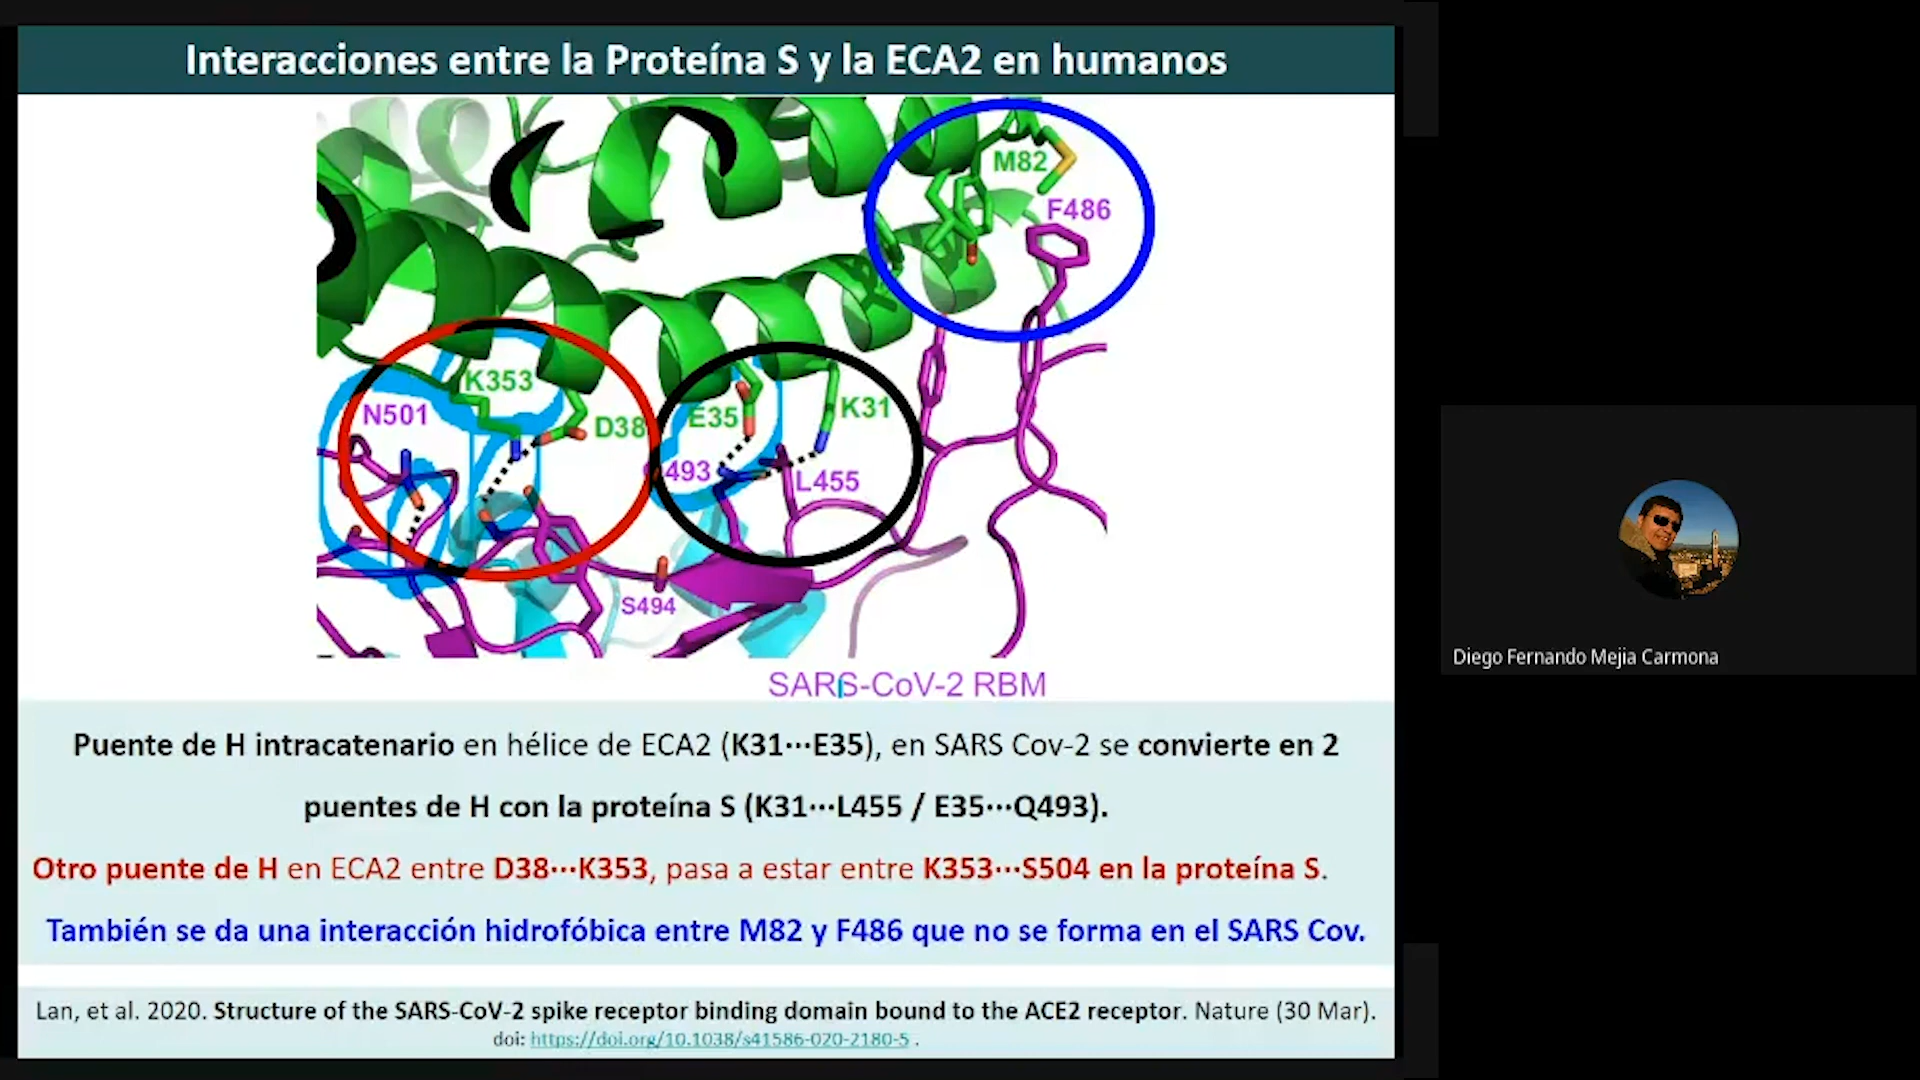 Interacciones entre la Proteína S y la ECA2 en humanos
M82
F486
K353
N501
D38
E35
K31
493
L455
S494
SARS-CoV-2 RBM
Puente de H intracatenario en hélice de ECA2 (K31···E35), en SARS Cov-2 se convierte en 2
puentes de H con la proteína S (K31···L455 / E35···Q493).
Otro puente de H en ECA2 entre D38···K353, pasa a estar entre K353···S504 en la proteína S.
También se da una interacción hidrofóbica entre M82 y F486 que no se forma en el SARS Cov.
Lan, et al. 2020. Structure of the SARS-CoV-2 spike receptor binding domain bound to the ACE2 receptor. Nature (30 Mar).
doi: https://doi.org/10.1038/s41586-020-2180-5 .
Diego Fernando Mejia Carmona